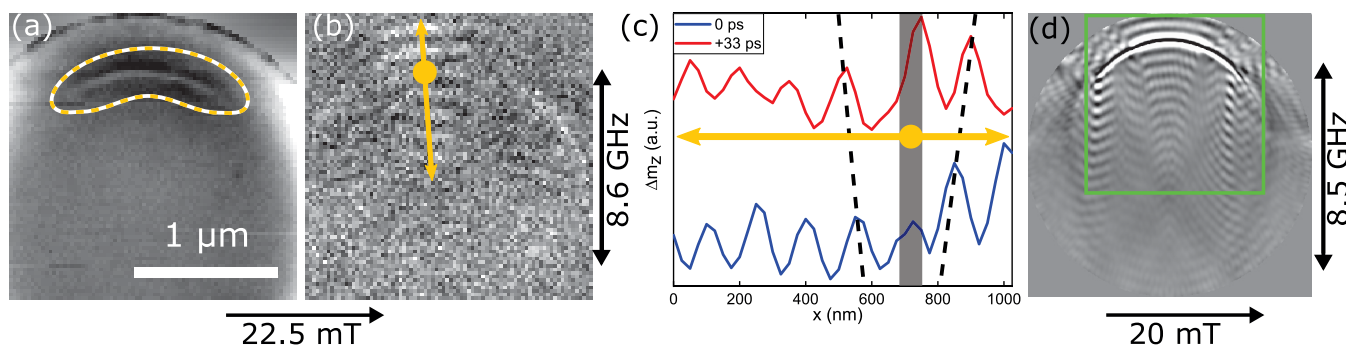 (a)
1 µm
22.5 mT
(b)
8.6 GHz
(c)
0 ps
+33 ps
Δmz (a.u.)
0 200 400 600 800 1000
x (nm)
(d)
8.5 GHz
20 mT